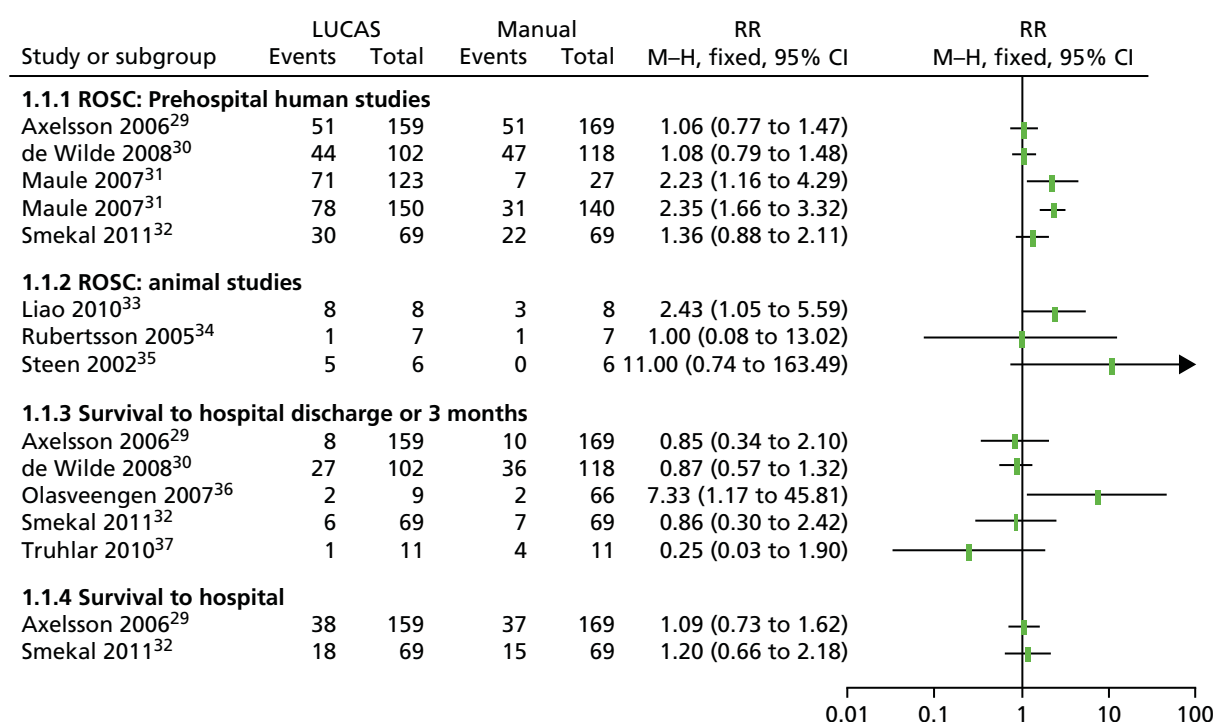 LUCAS Manual RR RR
Study or subgroup Events Total Events Total M–H, fixed, 95% CI M–H, fixed, 95% CI
1.1.1 ROSC: Prehospital human studies
Axelsson 2006²⁹ 51 159 51 169 1.06 (0.77 to 1.47)
de Wilde 2008³⁰ 44 102 47 118 1.08 (0.79 to 1.48)
Maule 2007³¹ 71 123 7 27 2.23 (1.16 to 4.29)
Maule 2007³¹ 78 150 31 140 2.35 (1.66 to 3.32)
Smekal 2011³² 30 69 22 69 1.36 (0.88 to 2.11)
1.1.2 ROSC: animal studies
Liao 2010³³ 8 8 3 8 2.43 (1.05 to 5.59)
Rubertsson 2005³⁴ 1 7 1 7 1.00 (0.08 to 13.02)
Steen 2002³⁵ 5 6 0 6 11.00 (0.74 to 163.49)
1.1.3 Survival to hospital discharge or 3 months
Axelsson 2006²⁹ 8 159 10 169 0.85 (0.34 to 2.10)
de Wilde 2008³⁰ 27 102 36 118 0.87 (0.57 to 1.32)
Olasveengen 2007³⁶ 2 9 2 66 7.33 (1.17 to 45.81)
Smekal 2011³² 6 69 7 69 0.86 (0.30 to 2.42)
Truhlar 2010³⁷ 1 11 4 11 0.25 (0.03 to 1.90)
1.1.4 Survival to hospital
Axelsson 2006²⁹ 38 159 37 169 1.09 (0.73 to 1.62)
Smekal 2011³² 18 69 15 69 1.20 (0.66 to 2.18)
0.01 0.1 1 10 100